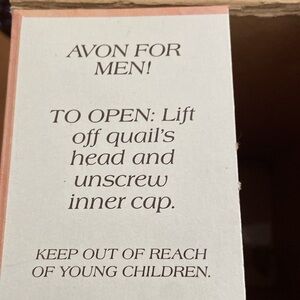 AVON FOR
MEN!
TO OPEN: Lift
off quail's
head and
unscrew
inner cap.
KEEP OUT OF REACH
OF YOUNG CHILDREN.